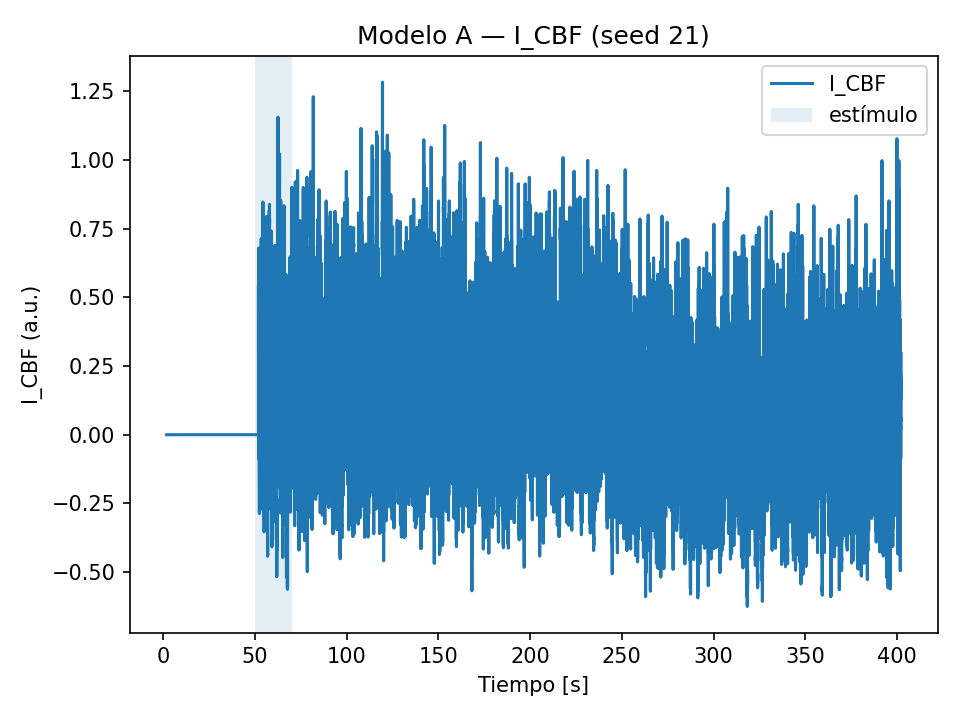 Modelo A — I_CBF (seed 21)
I_CBF
estímulo
I_CBF (a.u.)
1.25
1.00
0.75
0.50
0.25
0.00
−0.25
−0.50
0 50 100 150 200 250 300 350 400
Tiempo [s]